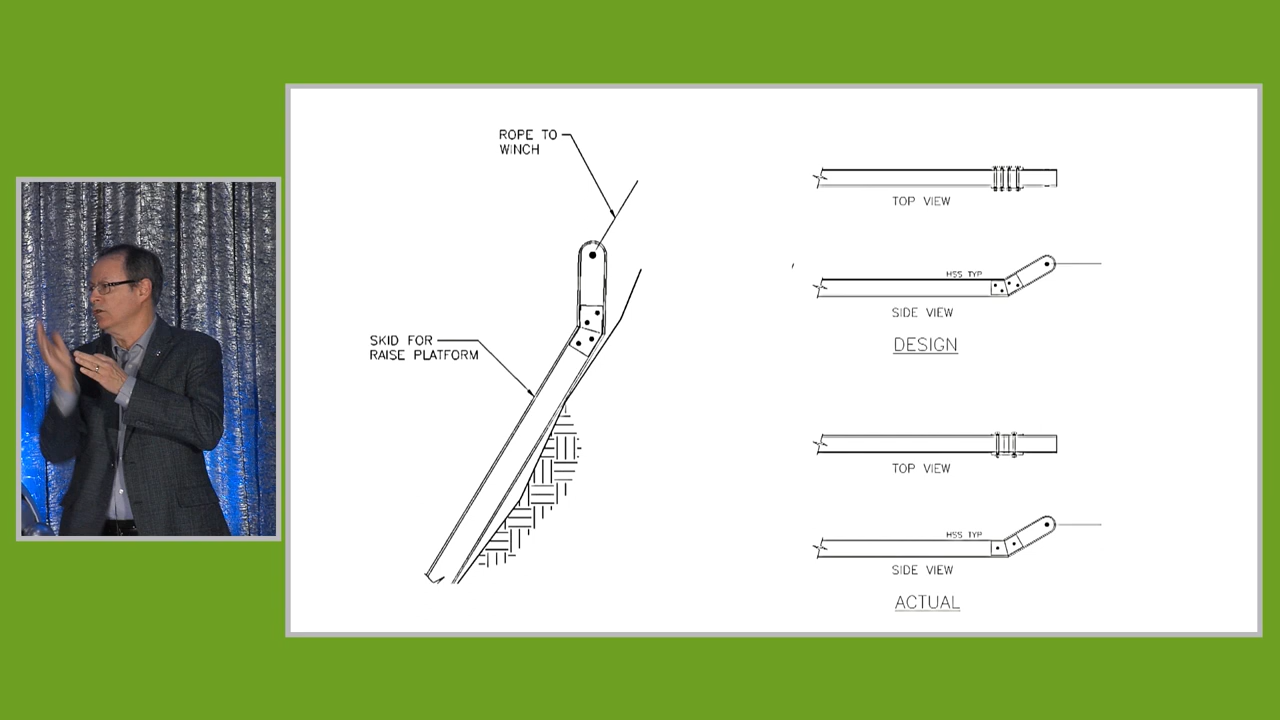 ROPE TO
WINCH
SKID FOR
RAISE PLATFORM
TOP VIEW
HSS TYP
SIDE VIEW
DESIGN
TOP VIEW
HSS TYP
SIDE VIEW
ACTUAL